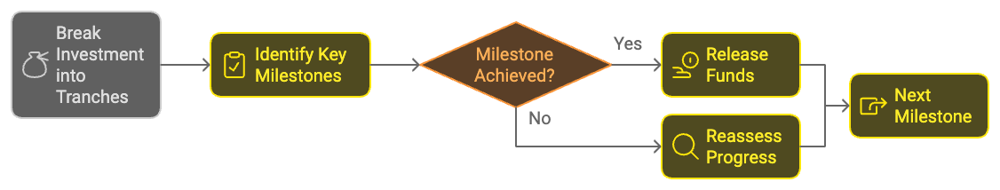 Break
Investment
into
Tranches
Identify Key
Milestones
Milestone
Achieved?
Yes
No
Release
Funds
Reassess
Progress
Next
Milestone